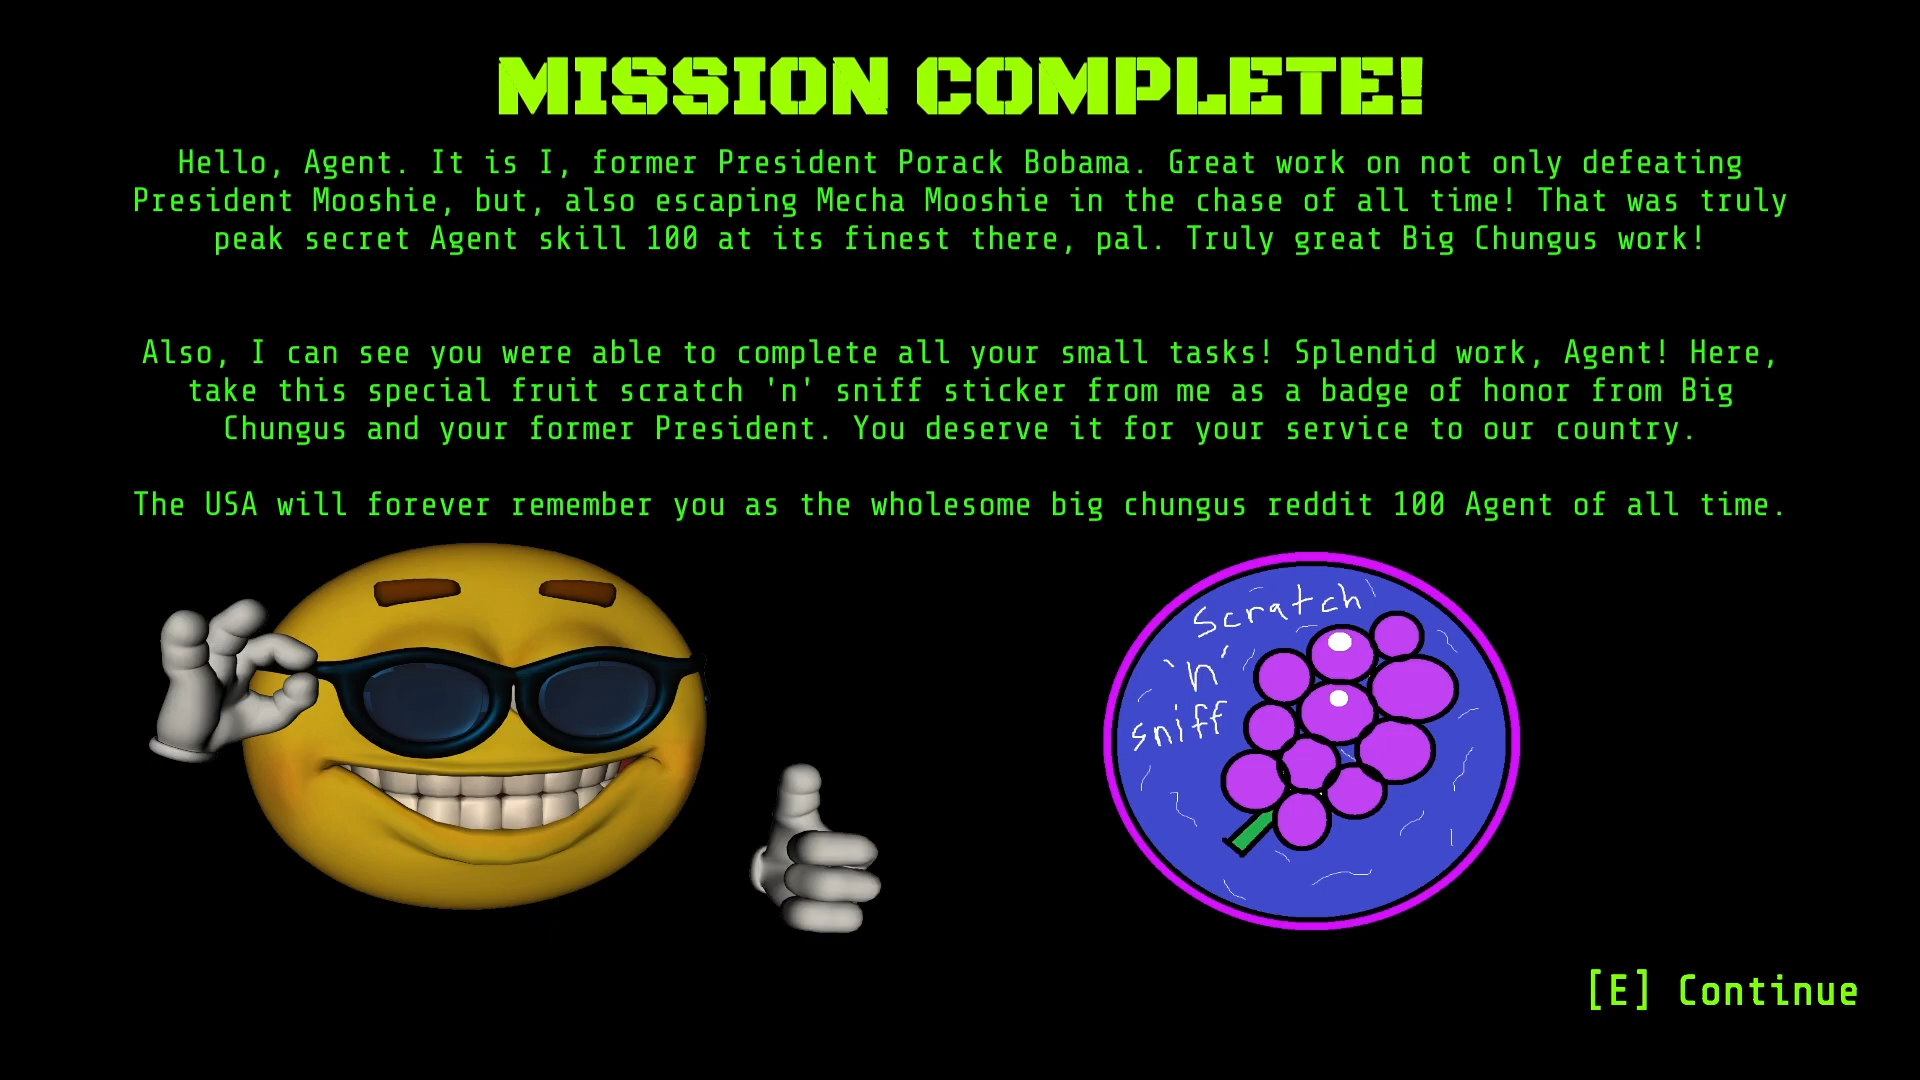 MISSION COMPLETE!
Hello, Agent. It is I, former President Porack Bobama. Great work on not only defeating
President Mooshie, but, also escaping Mecha Mooshie in the chase of all time! That was truly
peak secret Agent skill 100 at its finest there, pal. Truly great Big Chungus work!
Also, I can see you were able to complete all your small tasks! Splendid work, Agent! Here,
take this special fruit scratch 'n' sniff sticker from me as a badge of honor from Big
Chungus and your former President. You deserve it for your service to our country.
The USA will forever remember you as the wholesome big chungus reddit 100 Agent of all time.
Scratch
'n'
sniff
[E] Continue